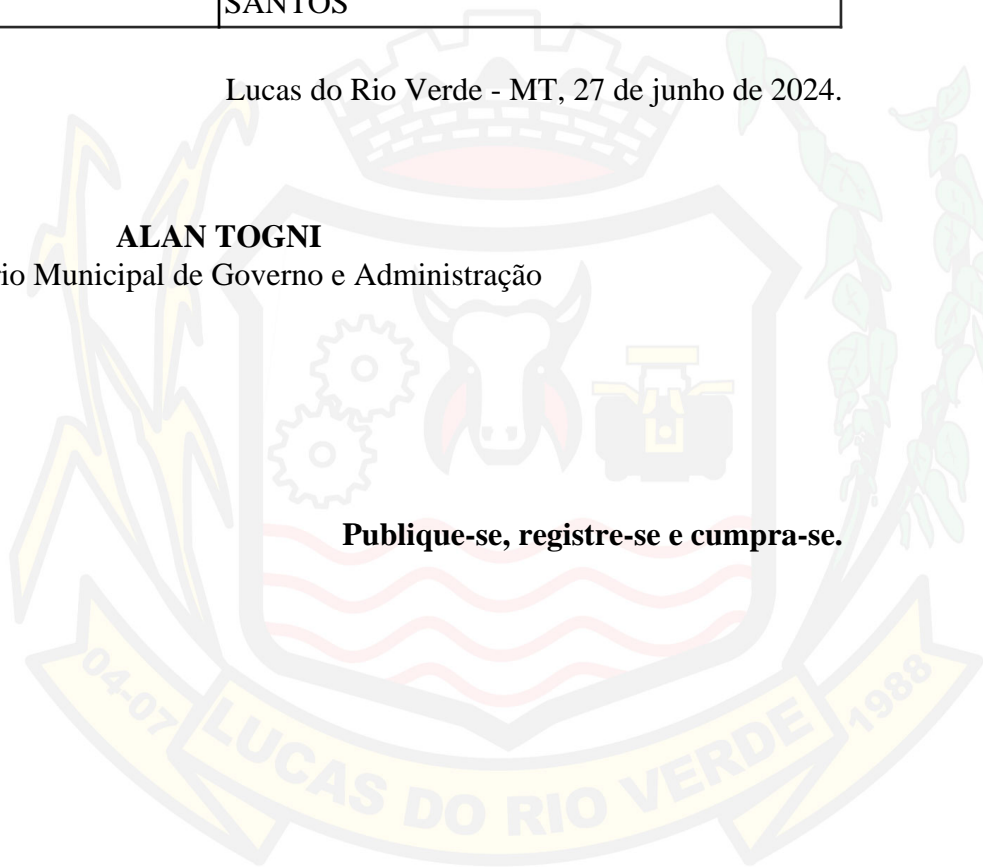 SANTOS
Lucas do Rio Verde - MT, 27 de junho de 2024.
ALAN TOGNI
io Municipal de Governo e Administração
Publique-se, registre-se e cumpra-se.
04-07
LUCAS DO RIO VERDE
1988